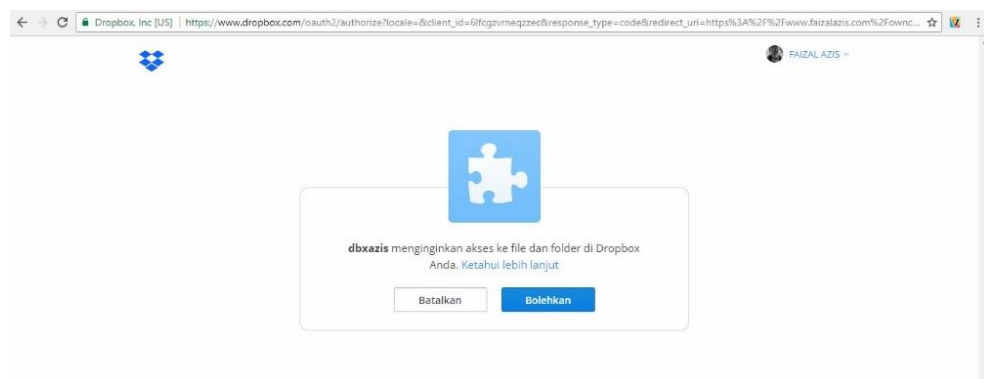 Dropbox, Inc [US] | https://www.dropbox.com/oauth2/authorize?locale=&client_id=6lfcgzvrneqzzec&response_type=code&redirect_uri=https%3A%2F%2Fwww.faizalazis.com%2Fownc...
FAIZAL AZIS
dbxazis menginginkan akses ke file dan folder di Dropbox
Anda. Ketahui lebih lanjut
Batalkan Bolehkan